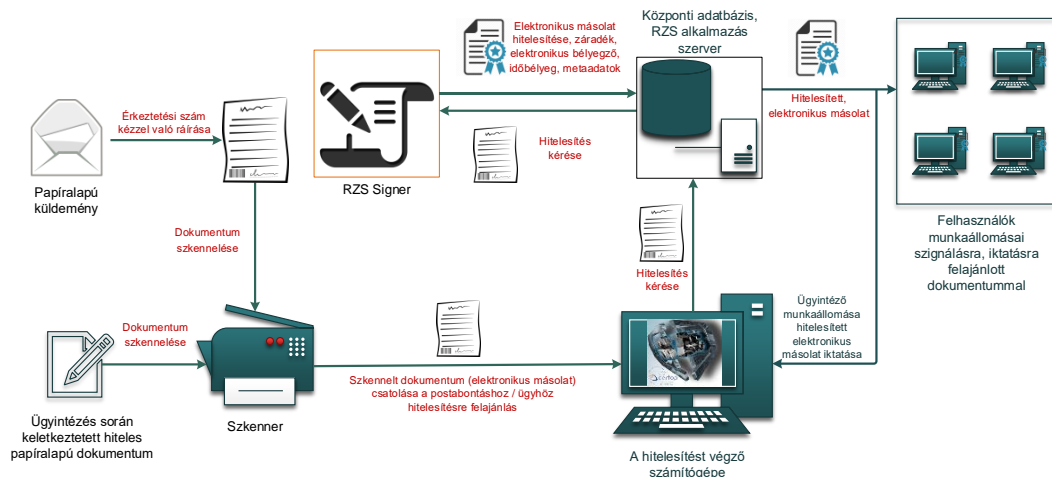 Elektronikus másolat
hitelesítése, záradék,
elektronikus bélyegző,
időbélyeg, metaadatok
Központi adatbázis,
RZS alkalmazás
szerver
Érkeztetési szám
kézzel való ráírása
Hitelesített,
elektronikus másolat
Hitelesítés
kérése
Papíralapú
küldemény
RZS Signer
Felhasználók
munkaállomásai
szignálásra, iktatásra
felajánlott
dokumentummal
Dokumentum
szkennelése
Hitelesítés
kérése
Ügyintéző
munkaállomása
hitelesített
elektronikus
másolat iktatása
Dokumentum
szkennelése
Szkennelt dokumentum (elektronikus másolat)
csatolása a postabontáshoz / ügyhöz
hitelesítésre felajánlás
Ügyintézés során
keletkeztetett hiteles
papíralapú dokumentum
Szkenner
A hitelesítést végző
számítógépe